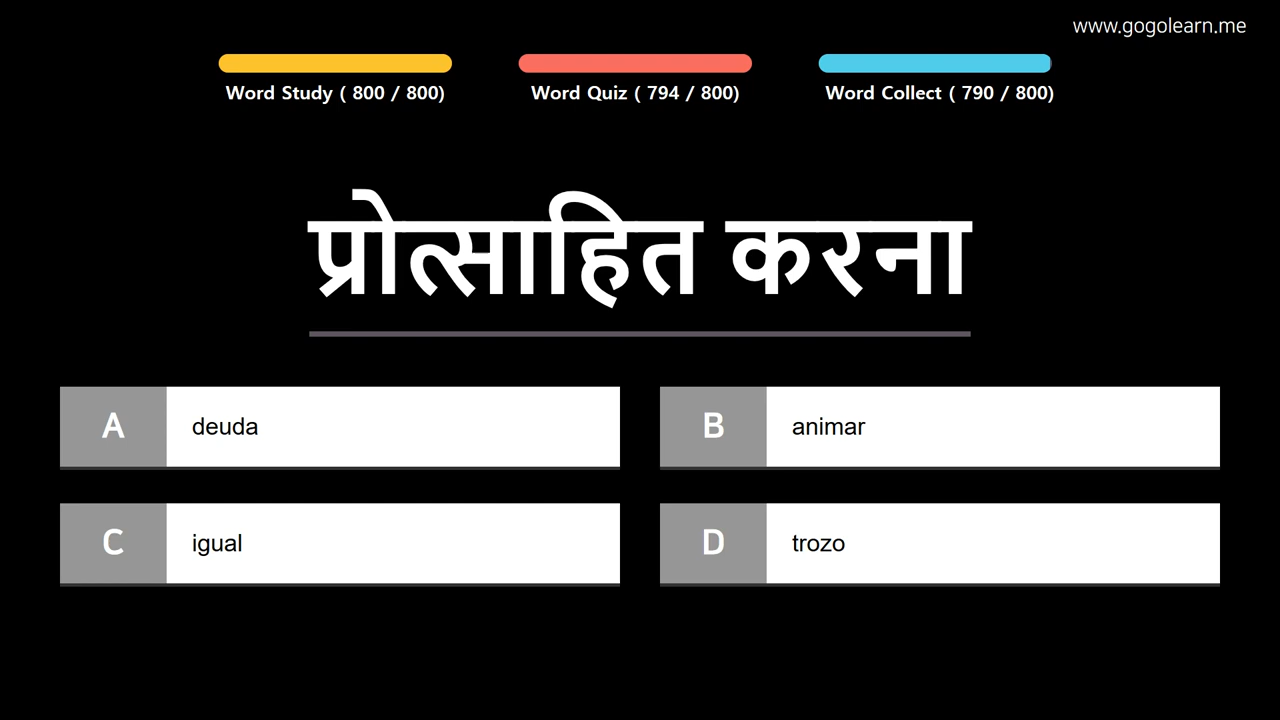 www.gogolearn.me
Word Study ( 800 / 800)
Word Quiz ( 794 / 800)
Word Collect ( 790 / 800)
प्रोत्साहित करना
A deuda
B animar
C igual
D trozo